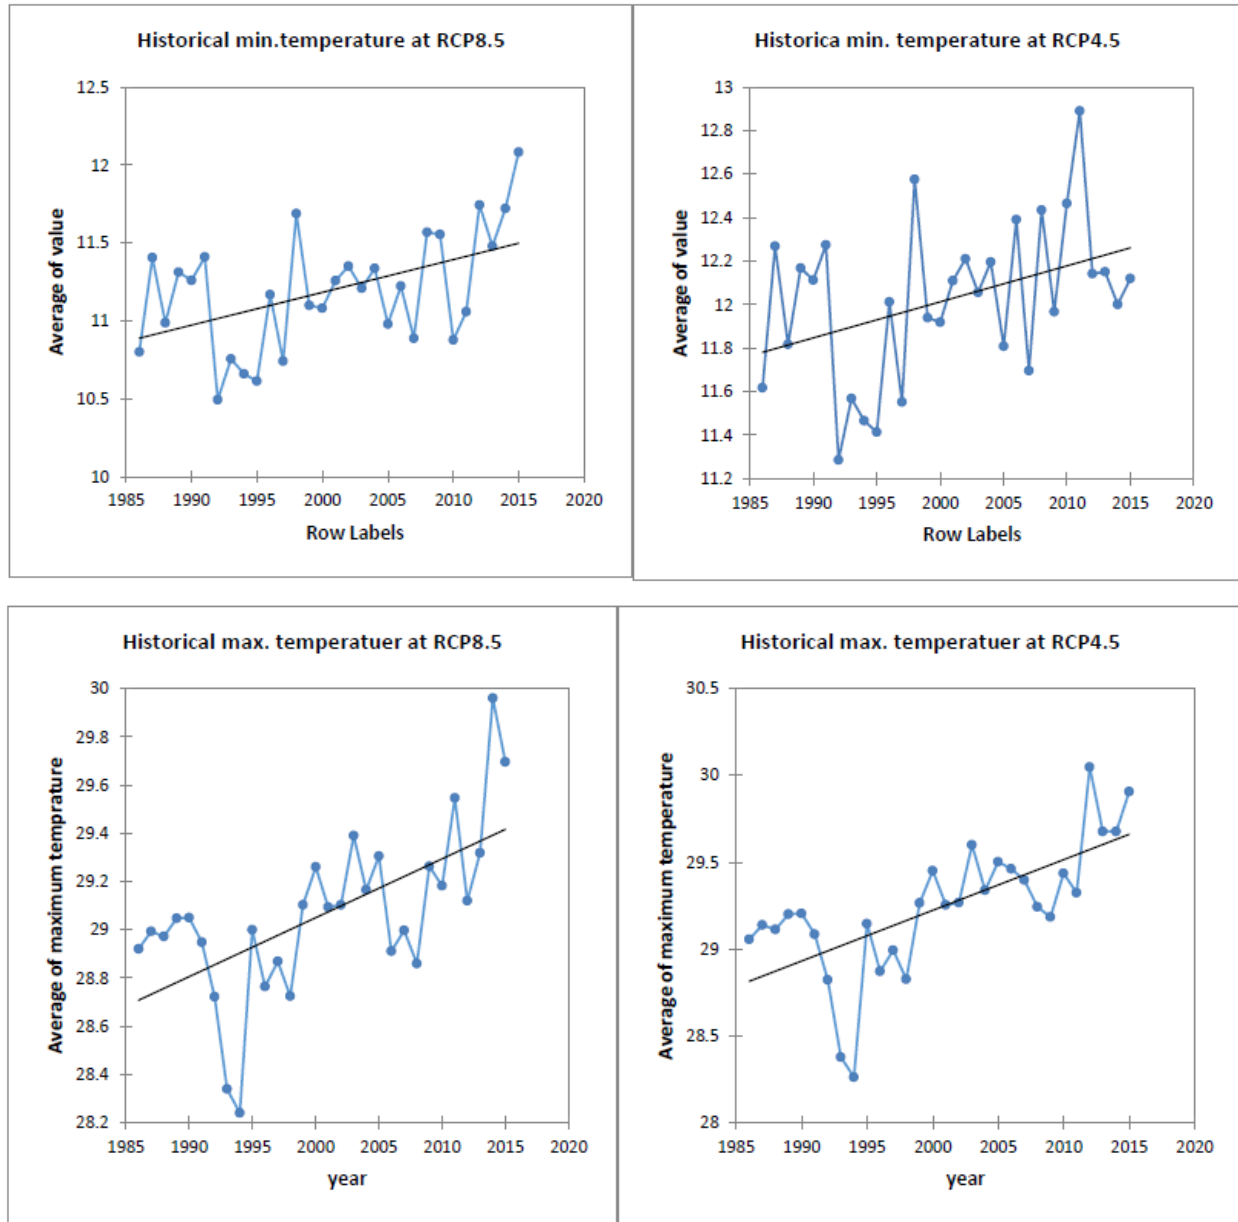 Historical min.temperature at RCP8.5
12.5
12
11.5
11
10.5
10
Average of value
1985 1990 1995 2000 2005 2010 2015 2020
Row Labels
Historica min. temperature at RCP4.5
13
12.8
12.6
12.4
12.2
12
11.8
11.6
11.4
11.2
Average of value
1985 1990 1995 2000 2005 2010 2015 2020
Row Labels
Historical max. temperatuer at RCP8.5
30
29.8
29.6
29.4
29.2
29
28.8
28.6
28.4
28.2
Average of maximum temprature
1985 1990 1995 2000 2005 2010 2015 2020
year
Historical max. temperatuer at RCP4.5
30.5
30
29.5
29
28.5
28
Average of maximum temperature
1985 1990 1995 2000 2005 2010 2015 2020
year